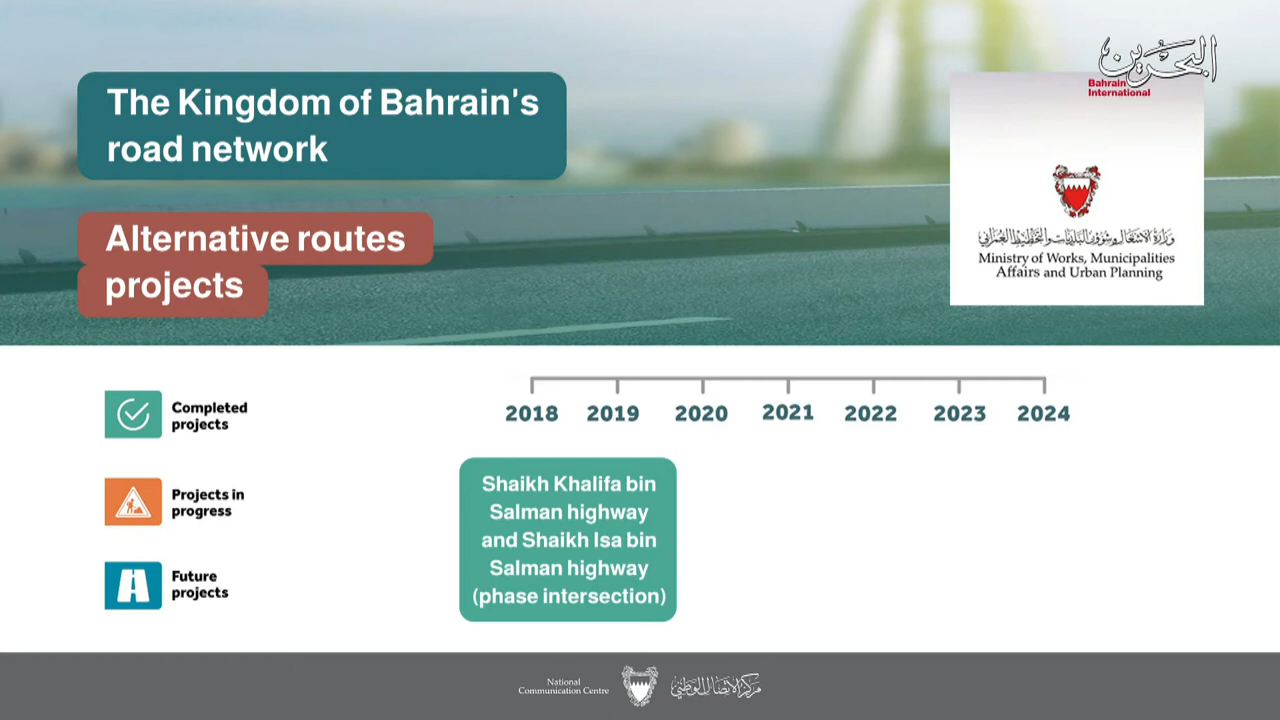 البحرين
Bahrain
International
The Kingdom of Bahrain's
road network
Alternative routes
projects
وزارة الأشغال وشؤون البلديات والتخطيط العمراني
Ministry of Works, Municipalities
Affairs and Urban Planning
Completed
projects
Projects in
progress
Future
projects
2018 2019 2020 2021 2022 2023 2024
Shaikh Khalifa bin
Salman highway
and Shaikh Isa bin
Salman highway
(phase intersection)
National
Communication Centre
مركز الاتصال الوطني